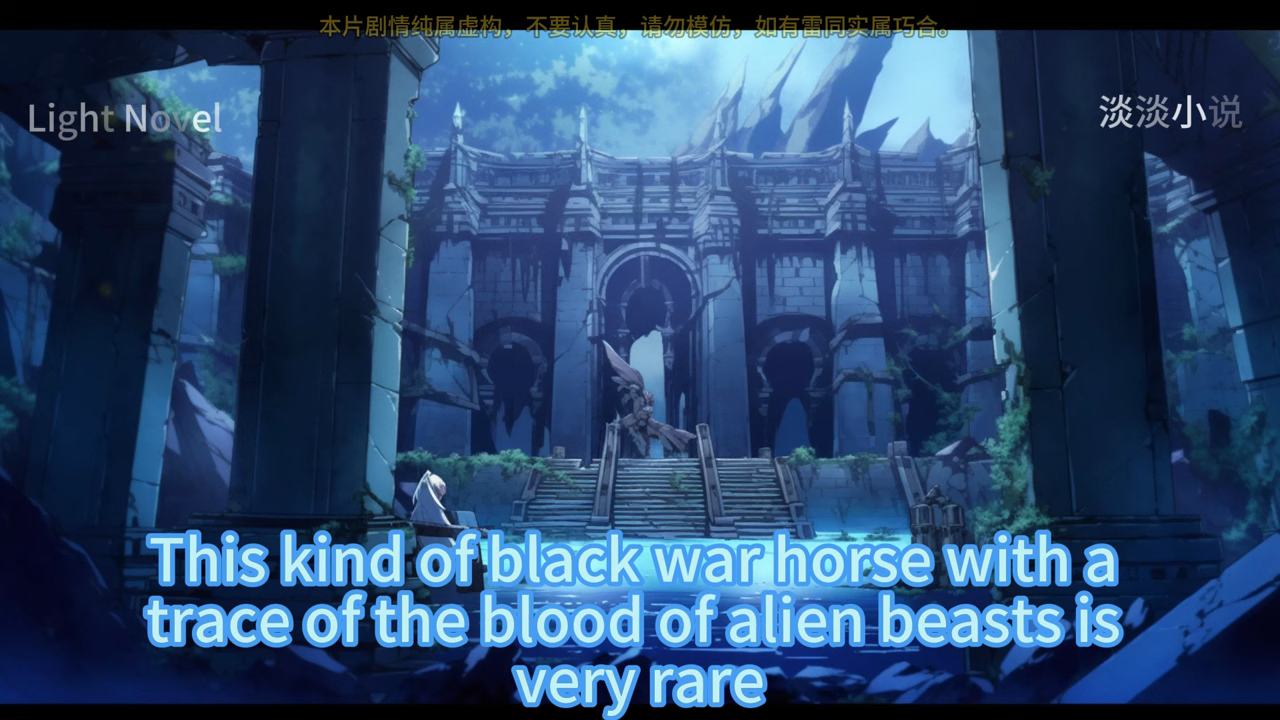 本片剧情纯属虚构，不要认真，请勿模仿，如有雷同实属巧合。
Light Novel
淡淡小说
This kind of black war horse with a
trace of the blood of alien beasts is
very rare